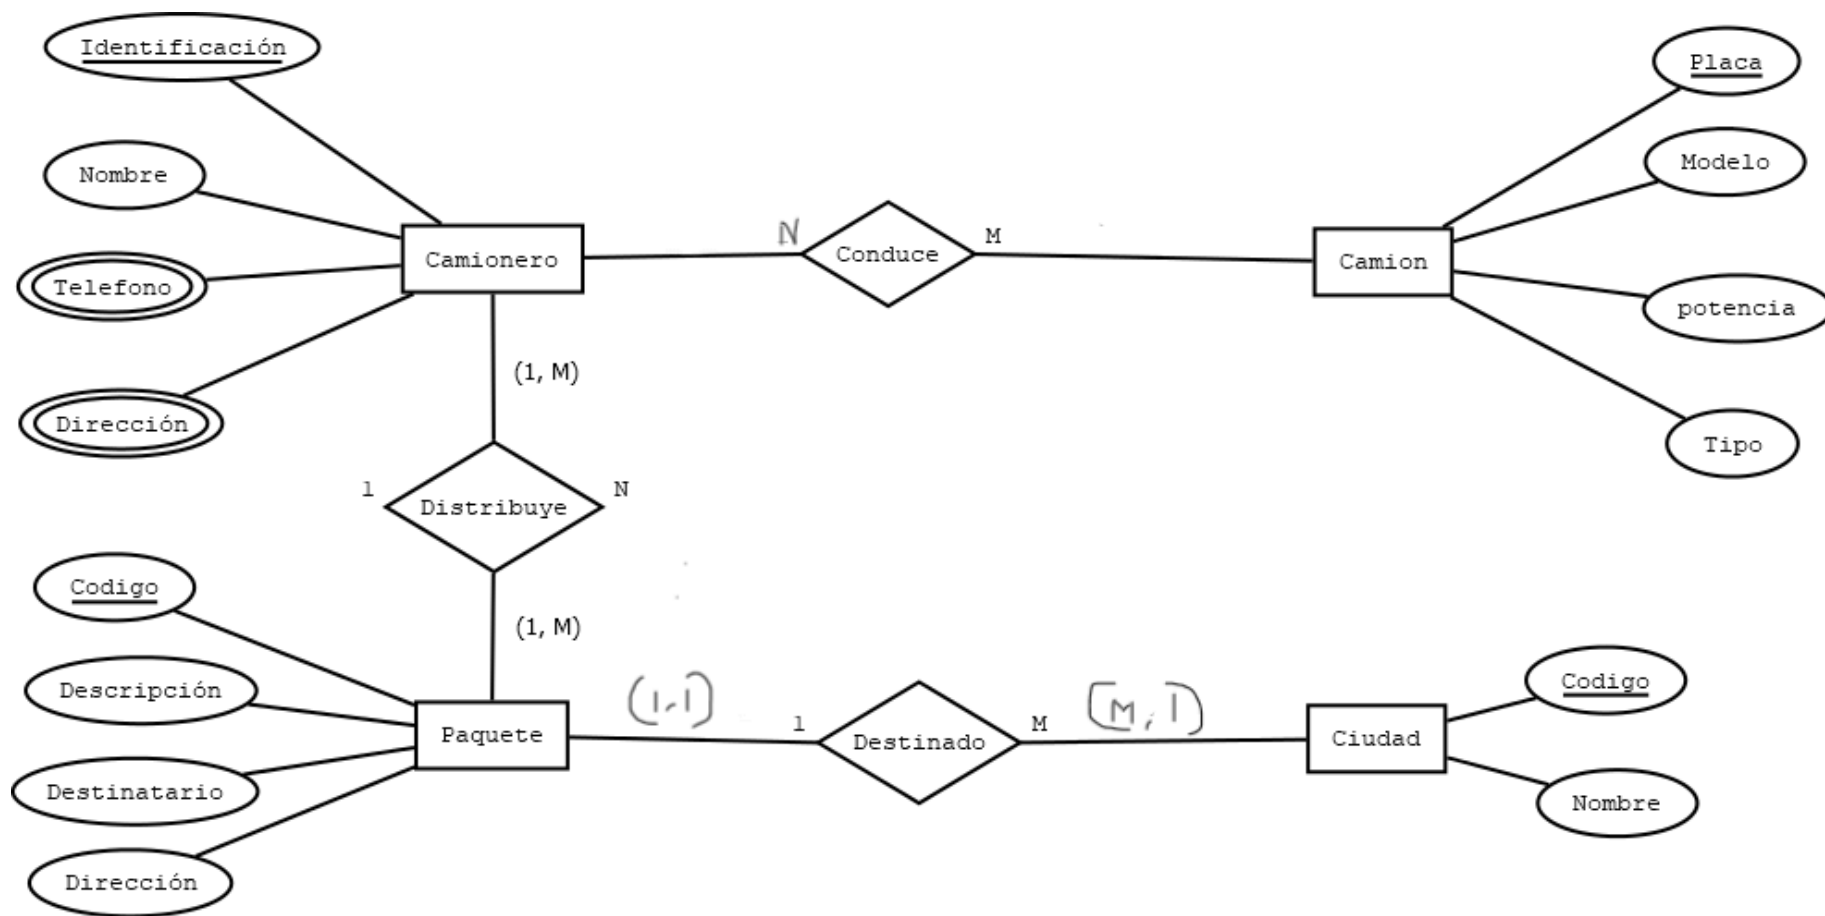 Identificación
Placa
Nombre
Modelo
N
M
Camionero
Conduce
Camion
Telefono
potencia
(1, M)
Dirección
Tipo
1
N
Distribuye
Codigo
(1, M)
Descripción
(1,1)
(M, 1)
Codigo
1
M
Paquete
Destinado
Ciudad
Destinatario
Nombre
Dirección